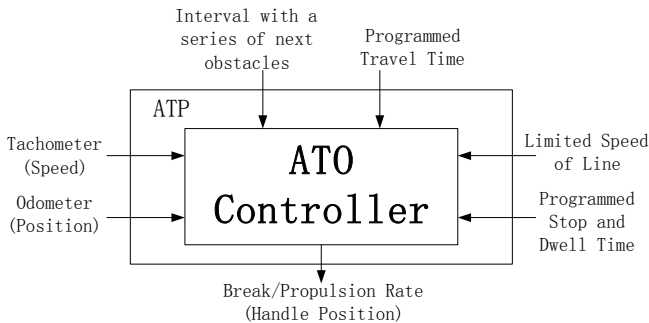 Interval with a
series of next
obstacles
Programmed
Travel Time
ATP
Tachometer
(Speed)
ATO
Controller
Limited Speed
of Line
Odometer
(Position)
Programmed
Stop and
Dwell Time
Break/Propulsion Rate
(Handle Position)